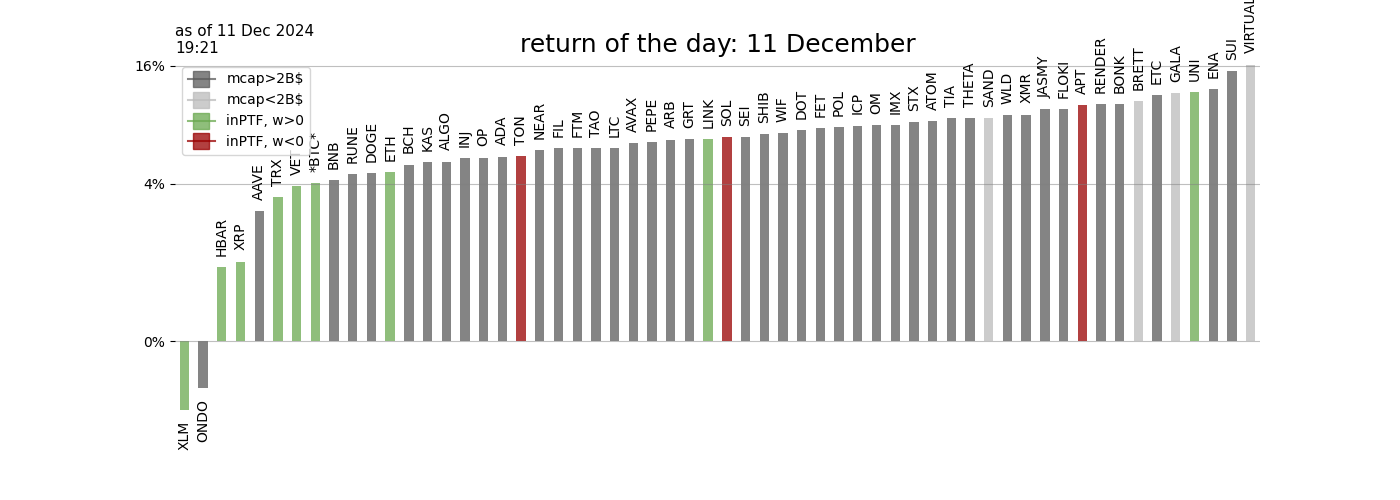 as of 11 Dec 2024
19:21
return of the day: 11 December
16%
4%
0%
mcap>2B$
mcap<2B$
inPTF, w>0
inPTF, w<0
XLM
ONDO
HBAR
XRP
AAVE
TRX
VET
*BTC*
BNB
RUNE
DOGE
ETH
BCH
KAS
ALGO
INJ
OP
ADA
TON
NEAR
FIL
FTM
TAO
LTC
AVAX
PEPE
ARB
GRT
LINK
SOL
SEI
SHIB
WIF
DOT
FET
POL
ICP
OM
IMX
STX
ATOM
TIA
THETA
SAND
WLD
XMR
JASMY
FLOKI
APT
RENDER
BONK
BRETT
ETC
GALA
UNI
ENA
SUI
VIRTUAL